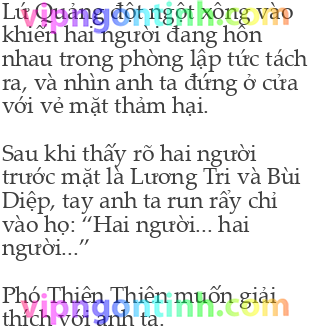 Lứ Quảng đột ngột xông vào
khiến hai người đang hôn
nhau trong phòng lập tức tách
ra, và nhìn anh ta đứng ở cửa
với vẻ mặt thảm hại.
Sau khi thấy rõ hai người
trước mặt là Lương Tri và Bùi
Diệp, tay anh ta run rẩy chỉ
vào họ: “Hai người... hai
người...”
Phó Thiên Thiên muốn giải
thích với anh ta.
vipngontinh.com
vipngontinh.com